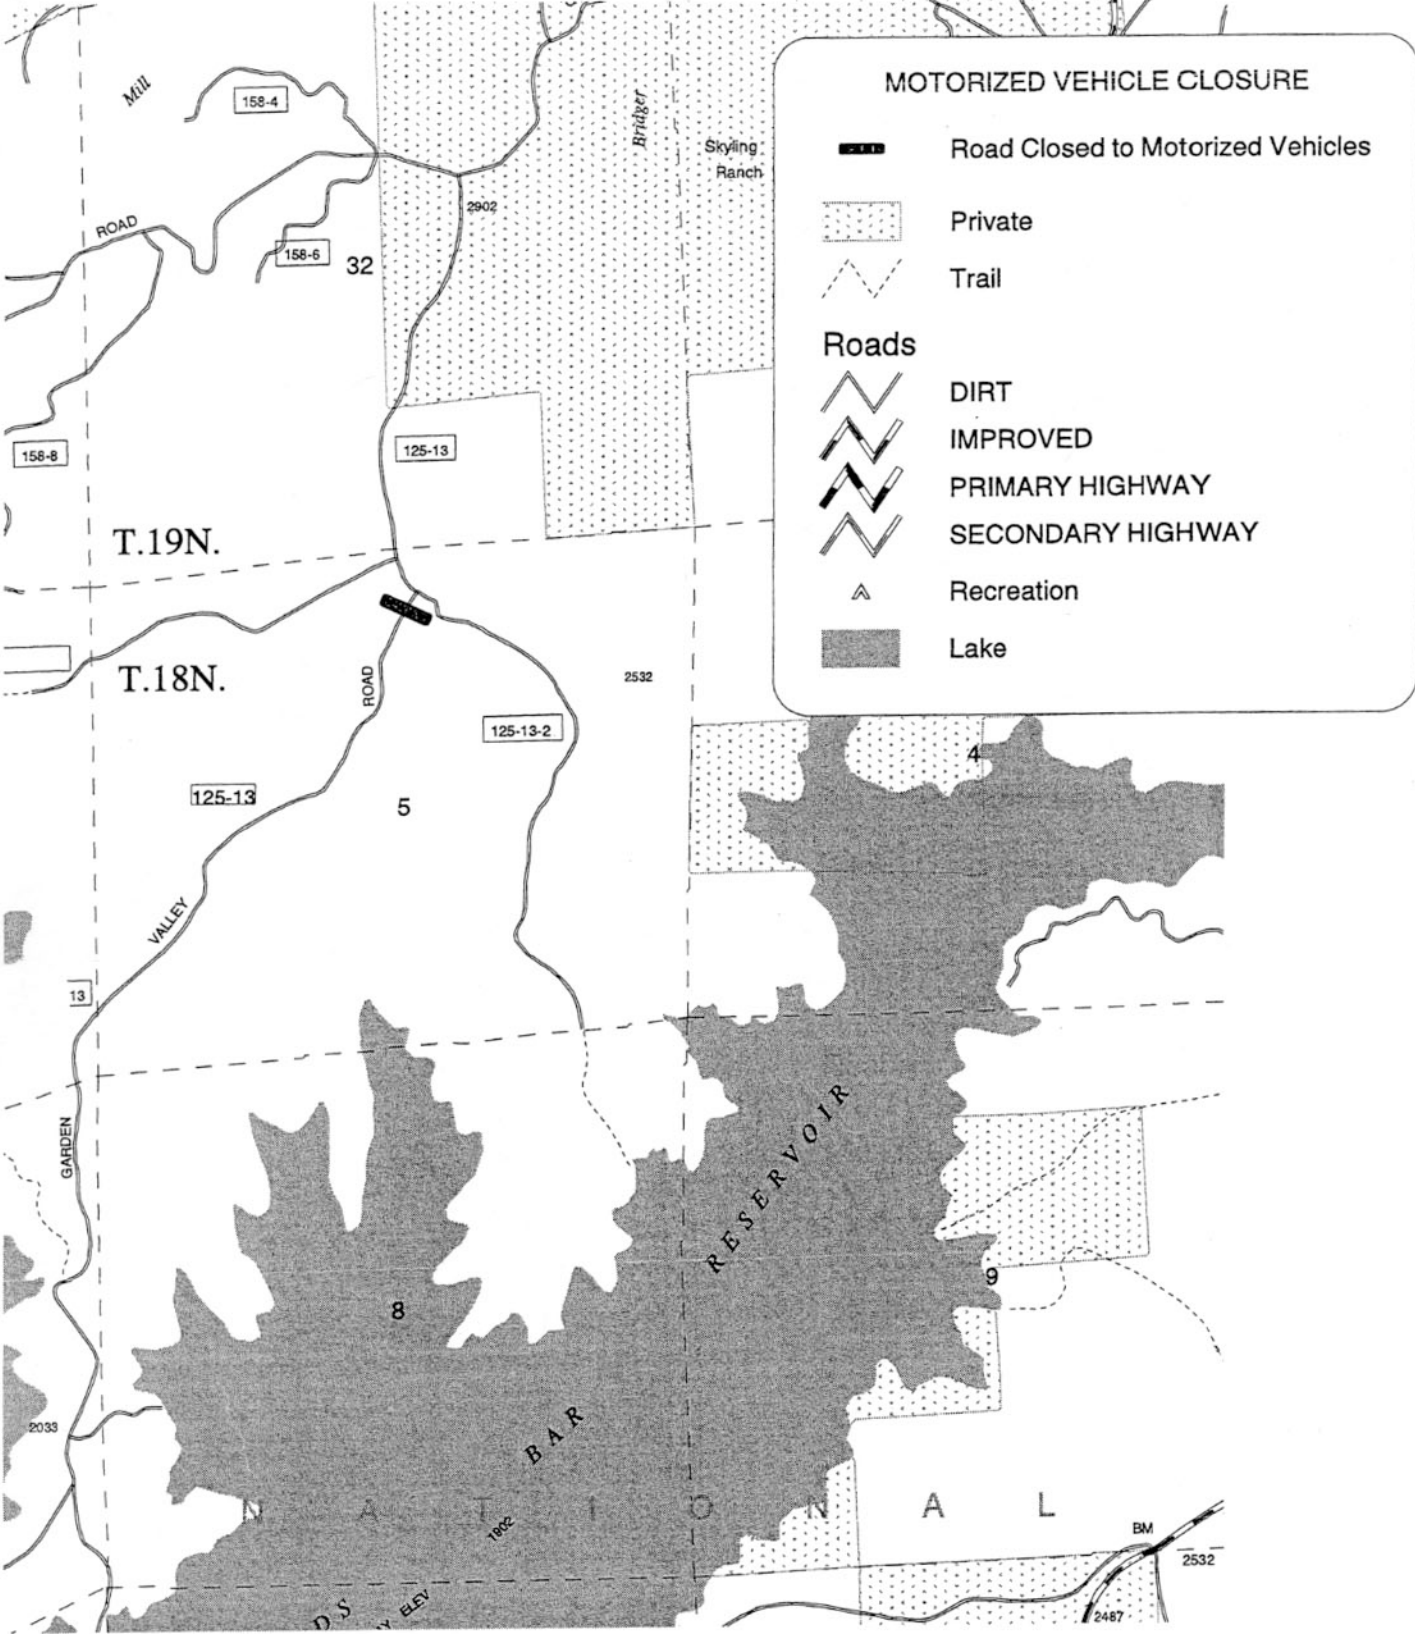 MOTORIZED VEHICLE CLOSURE
Road Closed to Motorized Vehicles
Private
Trail
Roads
DIRT
IMPROVED
PRIMARY HIGHWAY
SECONDARY HIGHWAY
Recreation
Lake
Mill
158-4
Bridger
Skyling
Ranch
2902
ROAD
158-6
32
125-13
158-8
T.19N.
T.18N.
ROAD
2532
125-13-2
4
125-13
5
VALLEY
13
GARDEN
RESERVOIR
9
8
2033
BAR
NATIONAL
1902
BM
2532
DS
ELEV
2487